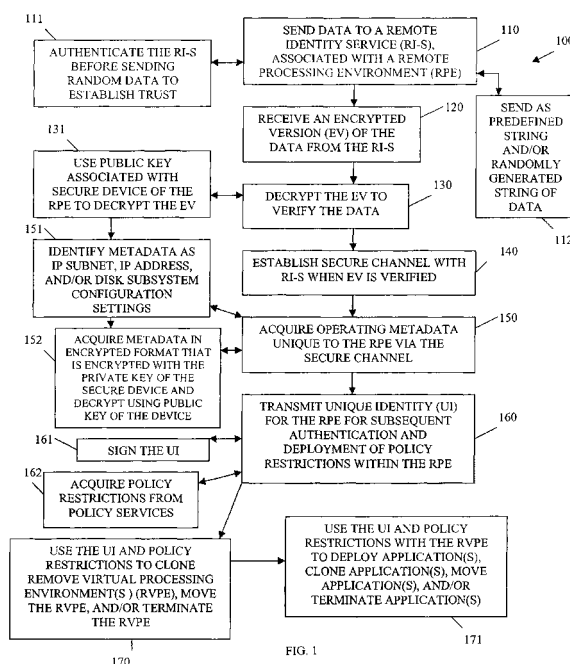 111
AUTHENTICATE THE RI-S
BEFORE SENDING
RANDOM DATA TO
ESTABLISH TRUST
SEND DATA TO A REMOTE
IDENTITY SERVICE (RI-S),
ASSOCIATED WITH A REMOTE
PROCESSING ENVIRONMENT (RPE)
110
100
RECEIVE AN ENCRYPTED
VERSION (EV) OF THE
DATA FROM THE RI-S
120
SEND AS
PREDEFINED
STRING
AND/OR
RANDOMLY
GENERATED
STRING OF
DATA
112
131
USE PUBLIC KEY
ASSOCIATED WITH
SECURE DEVICE OF THE
RPE TO DECRYPT THE EV
DECRYPT THE EV TO
VERIFY THE DATA
130
151
IDENTIFY METADATA AS
IP SUBNET, IP ADDRESS,
AND/OR DISK SUBSYSTEM
CONFIGURATION
SETTINGS
ESTABLISH SECURE CHANNEL WITH
RI-S WHEN EV IS VERIFIED
140
152
ACQUIRE METADATA IN
ENCRYPTED FORMAT THAT
IS ENCRYPTED WITH THE
PRIVATE KEY OF THE
SECURE DEVICE AND
DECRYPT USING PUBLIC
KEY OF THE DEVICE
ACQUIRE OPERATING METADATA
UNIQUE TO THE RPE VIA THE
SECURE CHANNEL
150
TRANSMIT UNIQUE IDENTITY (UI)
FOR THE RPE FOR SUBSEQUENT
AUTHENTICATION AND
DEPLOYMENT OF POLICY
RESTRICTIONS WITHIN THE RPE
160
161
SIGN THE UI
162
ACQUIRE POLICY
RESTRICTIONS FROM
POLICY SERVICES
USE THE UI AND POLICY
RESTRICTIONS TO CLONE
REMOVE VIRTUAL PROCESSING
ENVIRONMENT(S ) (RVPE), MOVE
THE RVPE, AND/OR TERMINATE
THE RVPE
170
USE THE UI AND POLICY
RESTRICTIONS WITH THE RVPE
TO DEPLOY APPLICATION(S),
CLONE APPLICATION(S), MOVE
APPLICATION(S), AND/OR
TERMINATE APPLICATION(S)
171
FIG. 1